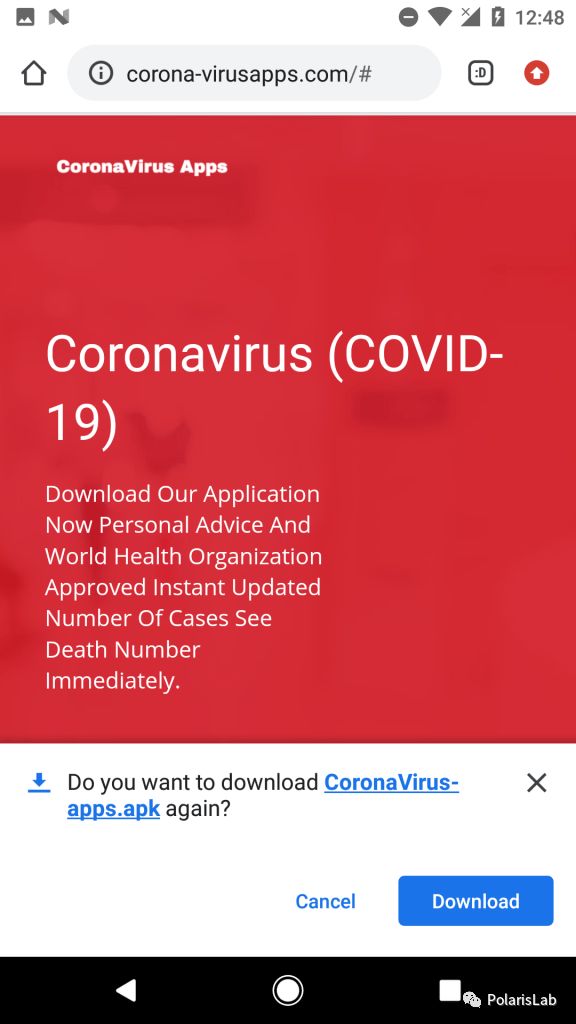 12:48
corona-virusapps.com/#
:D
CoronaVirus Apps
Coronavirus (COVID-
19)
Download Our Application
Now Personal Advice And
World Health Organization
Approved Instant Updated
Number Of Cases See
Death Number
Immediately.
Do you want to download CoronaVirus-
apps.apk again?
Cancel
Download
PolarisLab